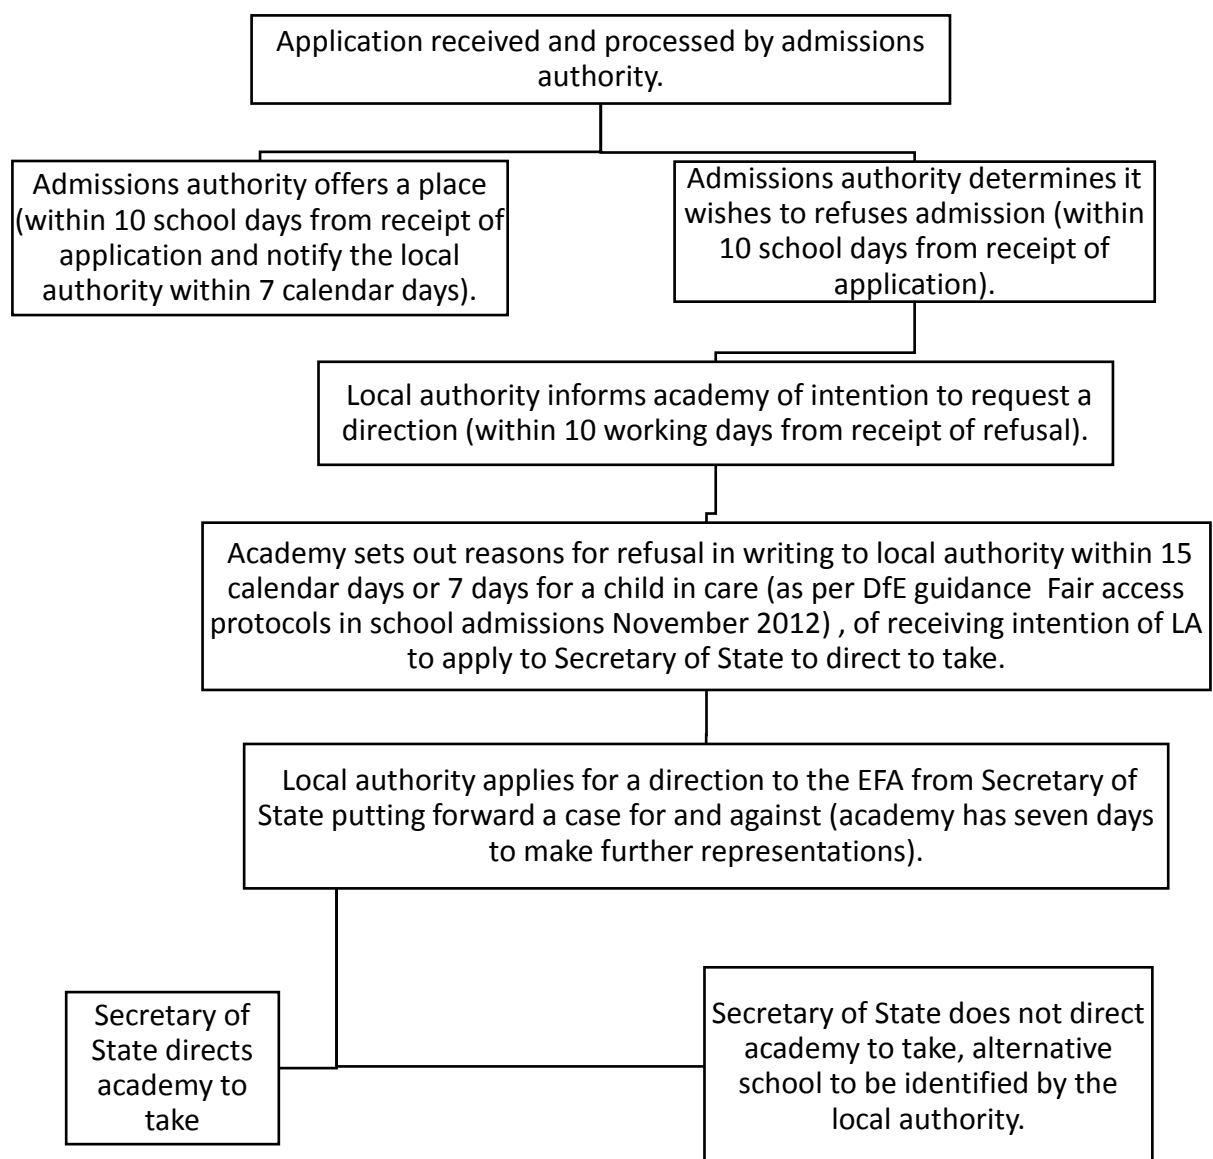 Application received and processed by admissions
authority.
Admissions authority offers a place
(within 10 school days from receipt of
application and notify the local
authority within 7 calendar days).
Admissions authority determines it
wishes to refuses admission (within
10 school days from receipt of
application).
Local authority informs academy of intention to request a
direction (within 10 working days from receipt of refusal).
Academy sets out reasons for refusal in writing to local authority within 15
calendar days or 7 days for a child in care (as per DfE guidance  Fair access
protocols in school admissions November 2012) , of receiving intention of LA
to apply to Secretary of State to direct to take.
Local authority applies for a direction to the EFA from Secretary of
State putting forward a case for and against (academy has seven days
to make further representations).
Secretary of
State directs
academy to
take
Secretary of State does not direct
academy to take, alternative
school to be identified by the
local authority.